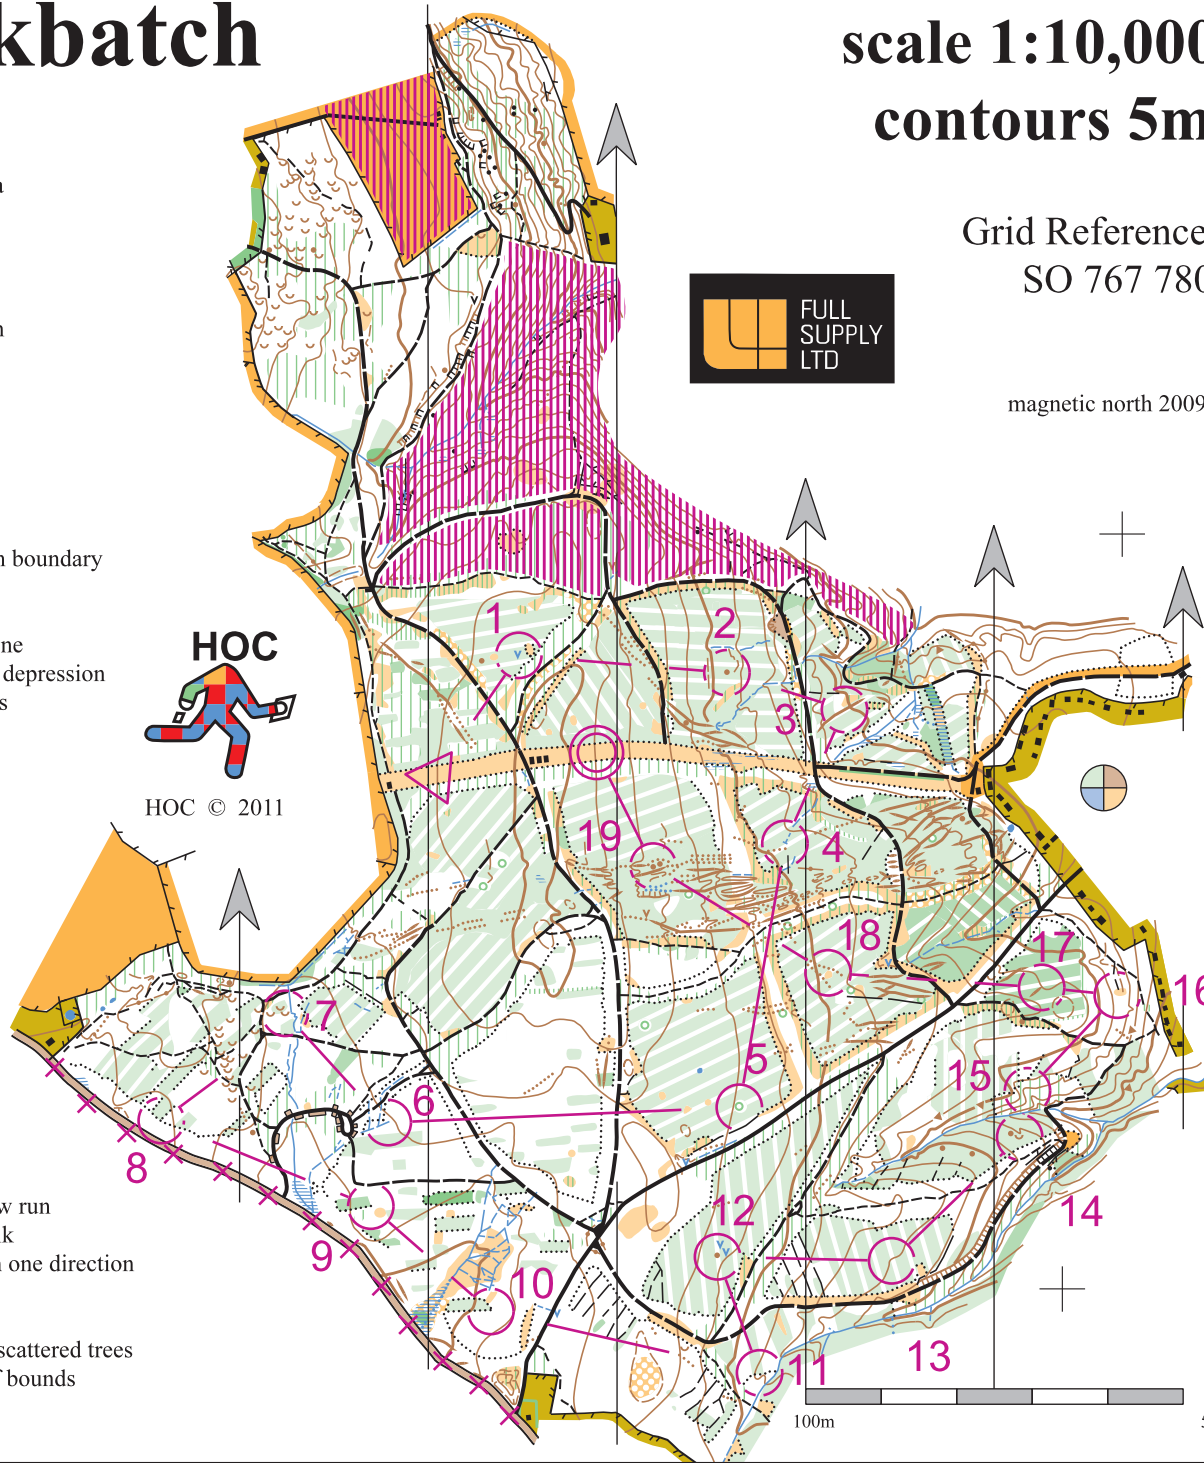 kbatch
scale 1:10,000
contours 5m
Grid Reference
SO 767 780
FULL
SUPPLY
LTD
magnetic north 2009
n boundary
ne
depression
s
HOC
HOC © 2011
w run
k
n one direction
scattered trees
f bounds
1
2
3
4
5
6
7
8
9
10
11
12
13
14
15
16
17
18
19
100m